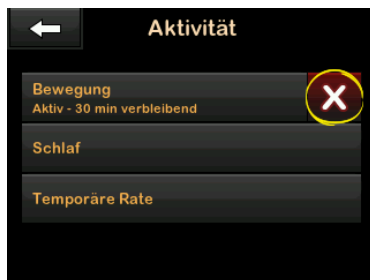 Aktivität
Bewegung
Aktiv - 30 min verbleibend
Schlaf
Temporäre Rate